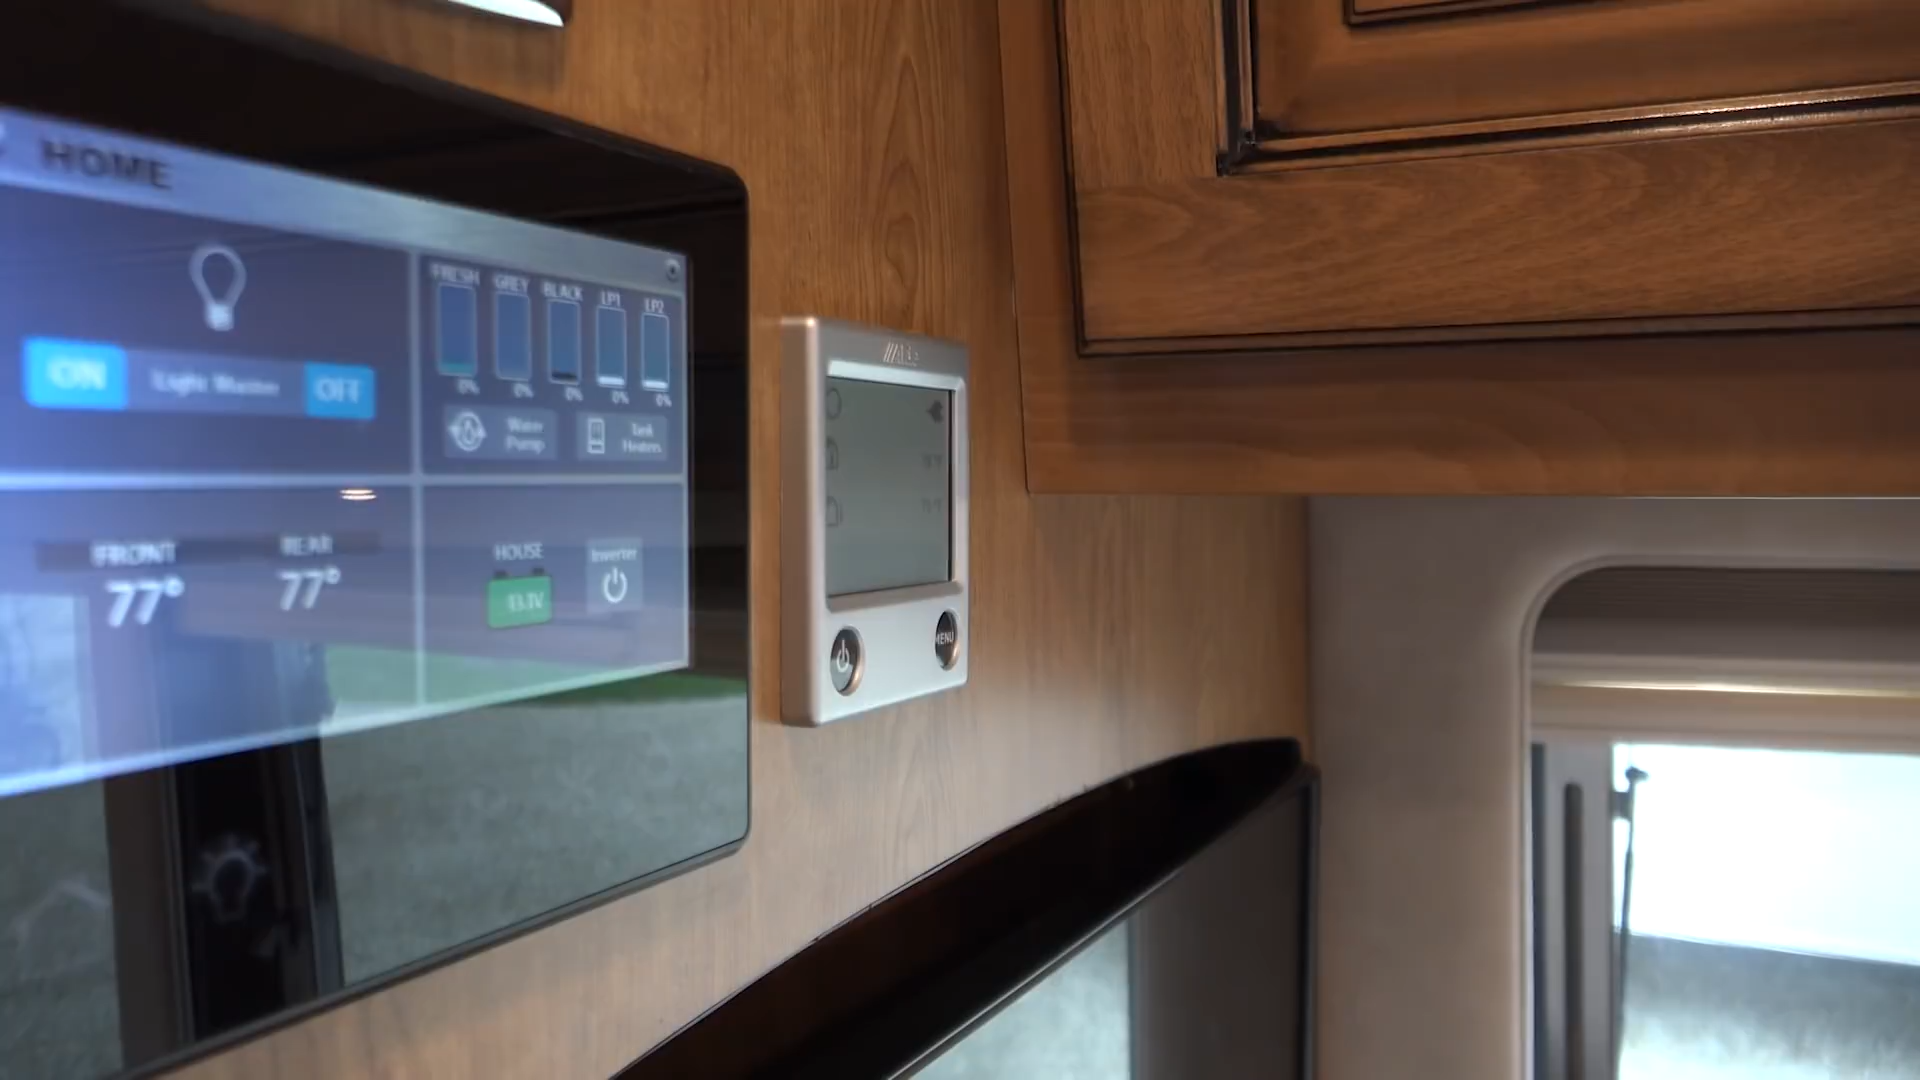 HOME
ON Light Master OFF
FRESH GREY BLACK LP1 LP2
0% 0% 0% 0% 0%
Water
Pump
Tank
Heaters
FRONT REAR
77° 77°
HOUSE
13.1V
Inverter
ALDE
MENU